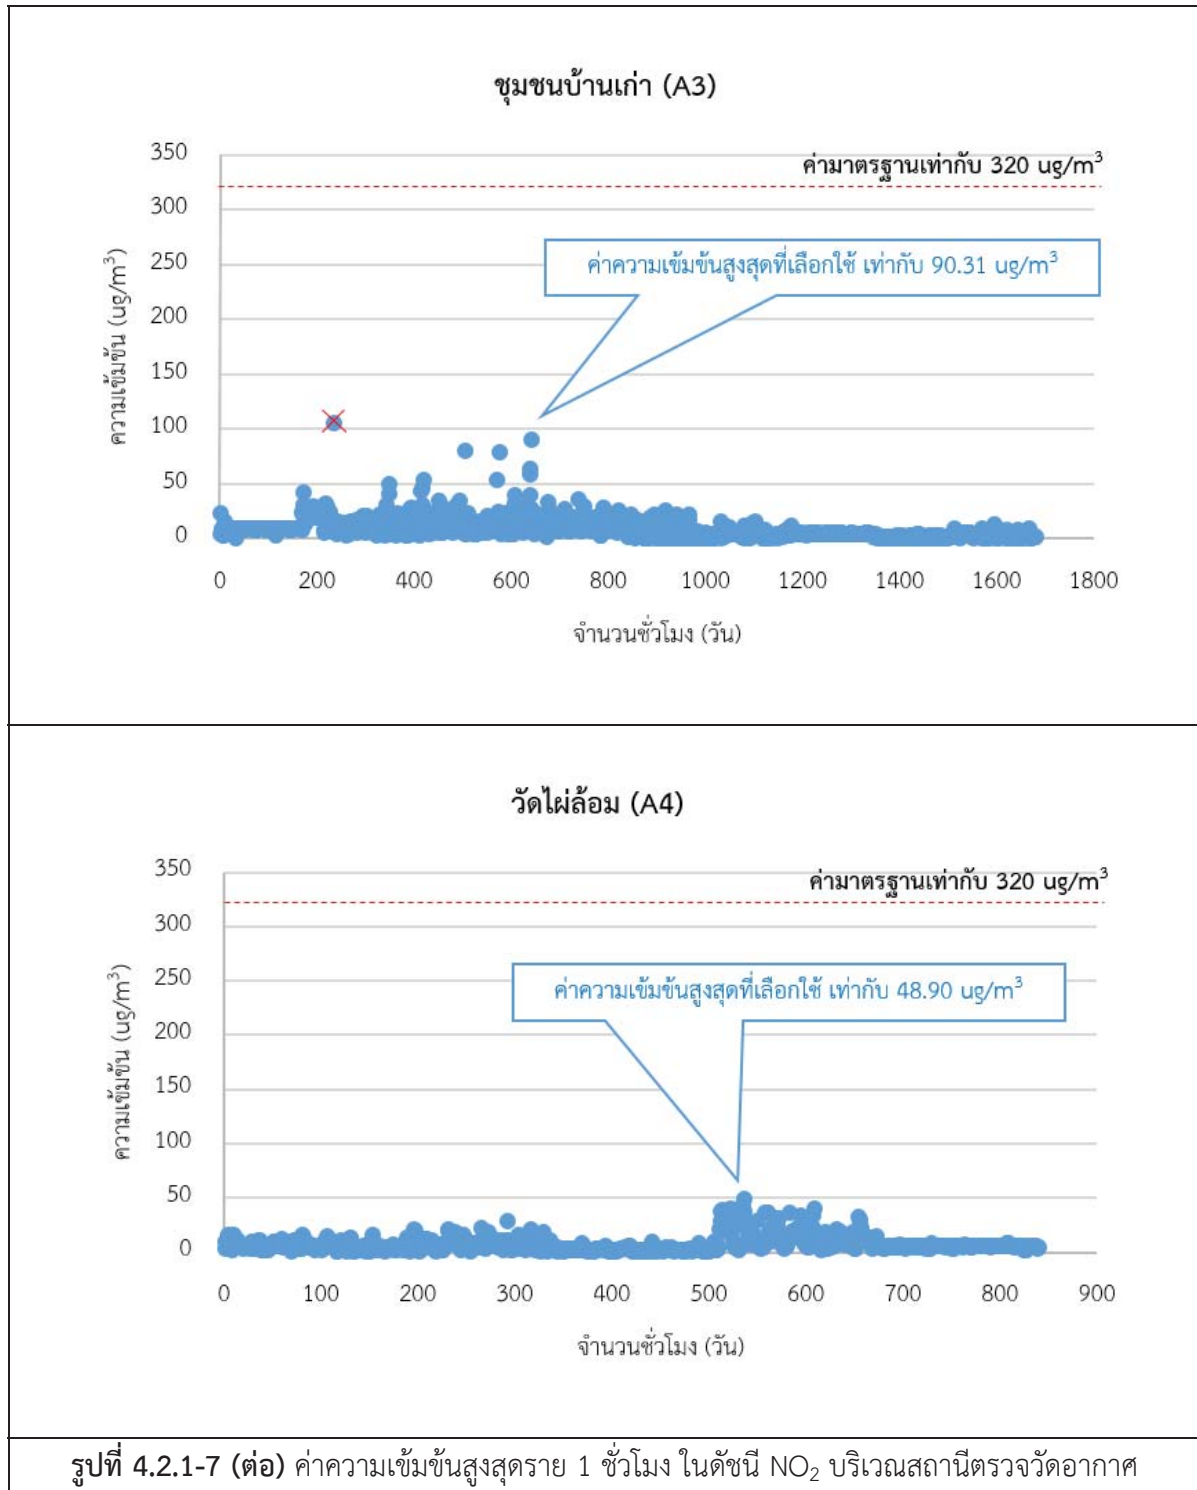 ชุมชนบ้านเก่า (A3)
350
ค่ามาตรฐานเท่ากับ 320 ug/m³
300
250
ค่าความเข้มข้นสูงสุดที่เลือกใช้ เท่ากับ 90.31 ug/m³
200
150
100
50
0
ความเข้มข้น (ug/m³)
0 200 400 600 800 1000 1200 1400 1600 1800
จำนวนชั่วโมง (วัน)
วัดไผ่ล้อม (A4)
350
ค่ามาตรฐานเท่ากับ 320 ug/m³
300
250
ค่าความเข้มข้นสูงสุดที่เลือกใช้ เท่ากับ 48.90 ug/m³
200
150
100
50
0
ความเข้มข้น (ug/m³)
0 100 200 300 400 500 600 700 800 900
จำนวนชั่วโมง (วัน)
รูปที่ 4.2.1-7 (ต่อ) ค่าความเข้มข้นสูงสุดราย 1 ชั่วโมง ในดัชนี NO₂ บริเวณสถานีตรวจวัดอากาศ